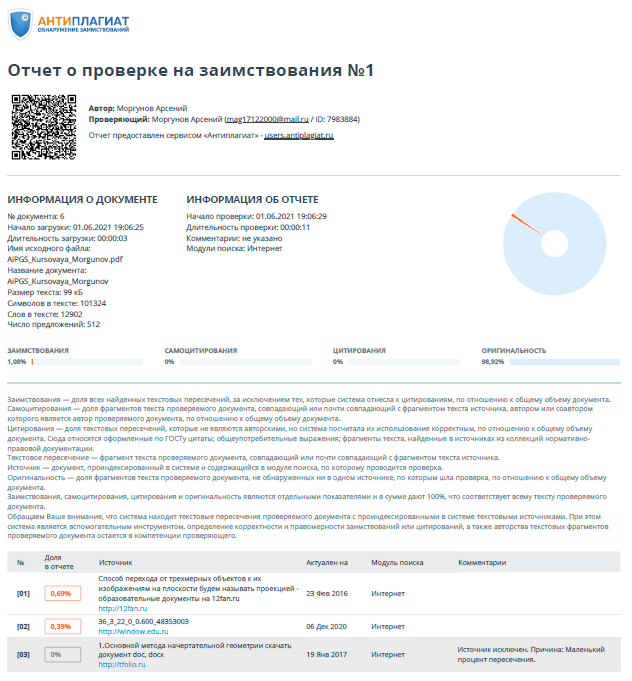 АНТИПЛАГИАТ
ОБНАРУЖЕНИЕ ЗАИМСТВОВАНИЙ
Отчет о проверке на заимствования №1
Автор: Моргунов Арсений
Проверяющий: Моргунов Арсений (mag17122000@mail.ru / ID: 7983884)
Отчет предоставлен сервисом «Антиплагиат» - users.antiplagiat.ru
ИНФОРМАЦИЯ О ДОКУМЕНТЕ
№ документа: 6
Начало загрузки: 01.06.2021 19:06:25
Длительность загрузки: 00:00:03
Имя исходного файла:
AiPGS_Kursovaya_Morgunov.pdf
Название документа:
AiPGS_Kursovaya_Morgunov
Размер текста: 99 кБ
Символов в тексте: 101324
Слов в тексте: 12902
Число предложений: 512
ИНФОРМАЦИЯ ОБ ОТЧЕТЕ
Начало проверки: 01.06.2021 19:06:29
Длительность проверки: 00:00:11
Комментарии: не указано
Модули поиска: Интернет
ЗАИМСТВОВАНИЯ
1,08%
САМОЦИТИРОВАНИЯ
0%
ЦИТИРОВАНИЯ
0%
ОРИГИНАЛЬНОСТЬ
98,92%
Заимствования — доля всех найденных текстовых пересечений, за исключением тех, которые система отнесла к цитированиям, по отношению к общему объему документа.
Самоцитирования — доля фрагментов текста проверяемого документа, совпадающий или почти совпадающий с фрагментом текста источника, автором или соавтором
которого является автор проверяемого документа, по отношению к общему объему документа.
Цитирования — доля текстовых пересечений, которые не являются авторскими, но система посчитала их использование корректным, по отношению к общему объему
документа. Сюда относятся оформленные по ГОСТу цитаты; общеупотребительные выражения; фрагменты текста, найденные в источниках из коллекций нормативно-
правовой документации.
Текстовое пересечение — фрагмент текста проверяемого документа, совпадающий или почти совпадающий с фрагментом текста источника.
Источник — документ, проиндексированный в системе и содержащийся в модуле поиска, по которому проводится проверка.
Оригинальность — доля фрагментов текста проверяемого документа, не обнаруженных ни в одном источнике, по которым шла проверка, по отношению к общему объему
документа.
Заимствования, самоцитирования, цитирования и оригинальность являются отдельными показателями и в сумме дают 100%, что соответствует всему тексту проверяемого
документа.
Обращаем Ваше внимание, что система находит текстовые пересечения проверяемого документа с проиндексированными в системе текстовыми источниками. При этом
система является вспомогательным инструментом, определение корректности и правомерности заимствований или цитирований, а также авторства текстовых фрагментов
проверяемого документа остается в компетенции проверяющего.
№ Доля в отчете Источник Актуален на Модуль поиска Комментарии
[01] 0,69% Способ перехода от трехмерных объектов к их
изображениям на плоскости будем называть проекцией -
образовательные документы на 12fan.ru
http://12fan.ru
23 Фев 2016 Интернет
[02] 0,39% 36_3_22_0_0.600_48353003
http://window.edu.ru
06 Дек 2020 Интернет
[03] 0% 1.Основной метода начертательной геометрии скачать
документ doc, docx
http://tfolio.ru
19 Янв 2017 Интернет
Источник исключен. Причина: Маленький
процент пересечения.